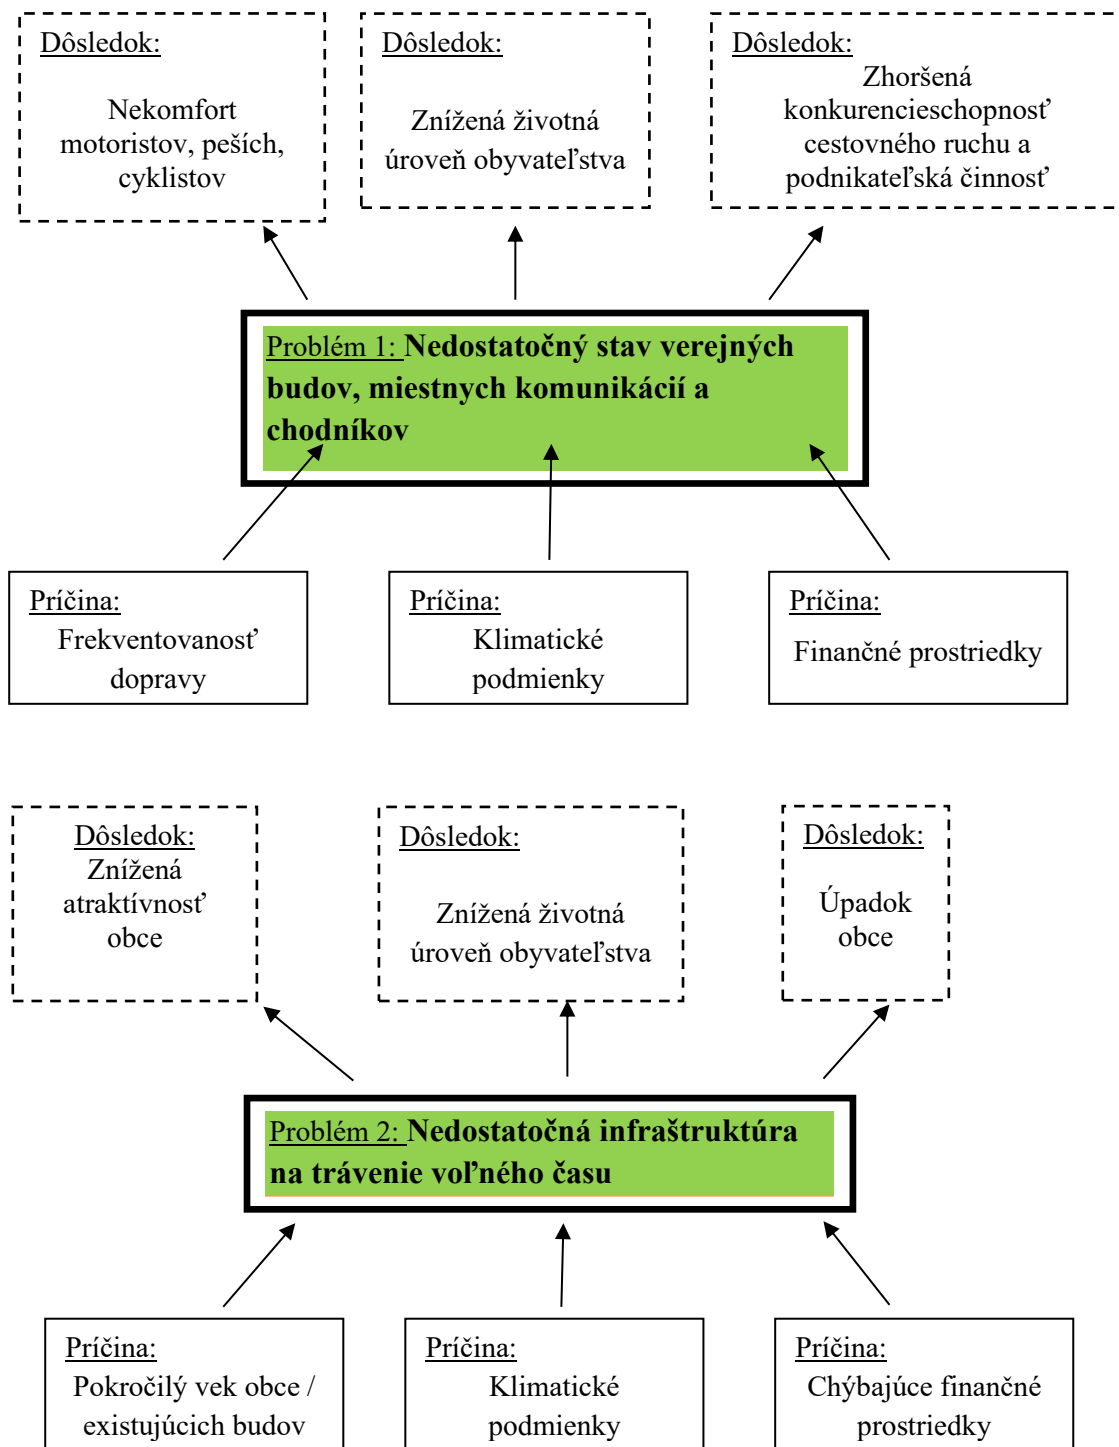 Dôsledok:
Nekomfort
motoristov, peších,
cyklistov
Dôsledok:
Znížená životná
úroveň obyvateľstva
Dôsledok:
Zhoršená
konkurencieschopnosť
cestovného ruchu a
podnikateľská činnosť
Problém 1: Nedostatočný stav verejných
budov, miestnych komunikácií a
chodníkov
Príčina:
Frekventovanosť
dopravy
Príčina:
Klimatické
podmienky
Príčina:
Finančné prostriedky
Dôsledok:
Znížená
atraktívnosť
obce
Dôsledok:
Znížená životná
úroveň obyvateľstva
Dôsledok:
Úpadok
obce
Problém 2: Nedostatočná infraštruktúra
na trávenie voľného času
Príčina:
Pokročilý vek obce /
existujúcich budov
Príčina:
Klimatické
podmienky
Príčina:
Chýbajúce finančné
prostriedky